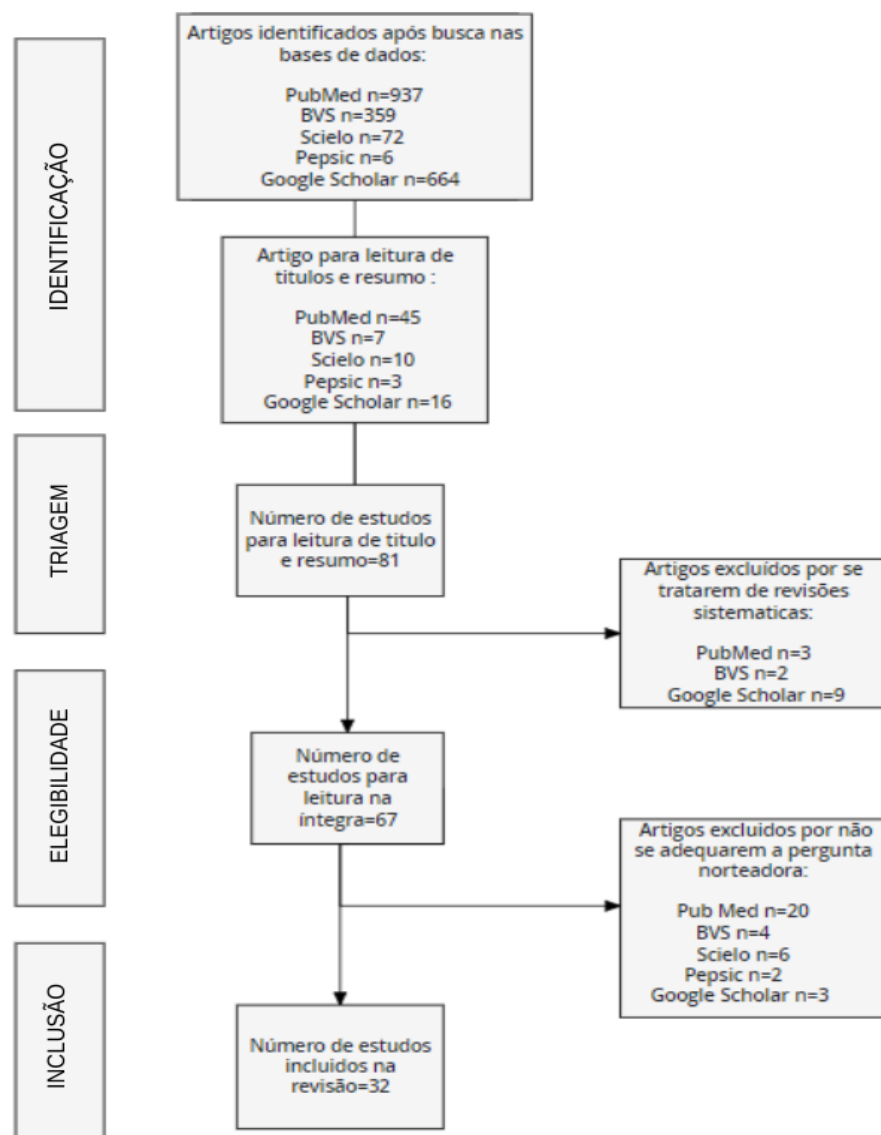 IDENTIFICAÇÃO
Artigos identificados após busca nas
bases de dados:
PubMed n=937
BVS n=359
Scielo n=72
Pepsic n=6
Google Scholar n=664
Artigo para leitura de
titulos e resumo :
PubMed n=45
BVS n=7
Scielo n=10
Pepsic n=3
Google Scholar n=16
TRIAGEM
Número de estudos
para leitura de titulo
e resumo=81
Artigos excluídos por se
tratarem de revisões
sistematicas:
PubMed n=3
BVS n=2
Google Scholar n=9
ELEGIBILIDADE
Número de
estudos para
leitura na
íntegra=67
Artigos excluidos por não
se adequarem a pergunta
norteadora:
Pub Med n=20
BVS n=4
Scielo n=6
Pepsic n=2
Google Scholar n=3
INCLUSÃO
Número de estudos
incluidos na
revisão=32